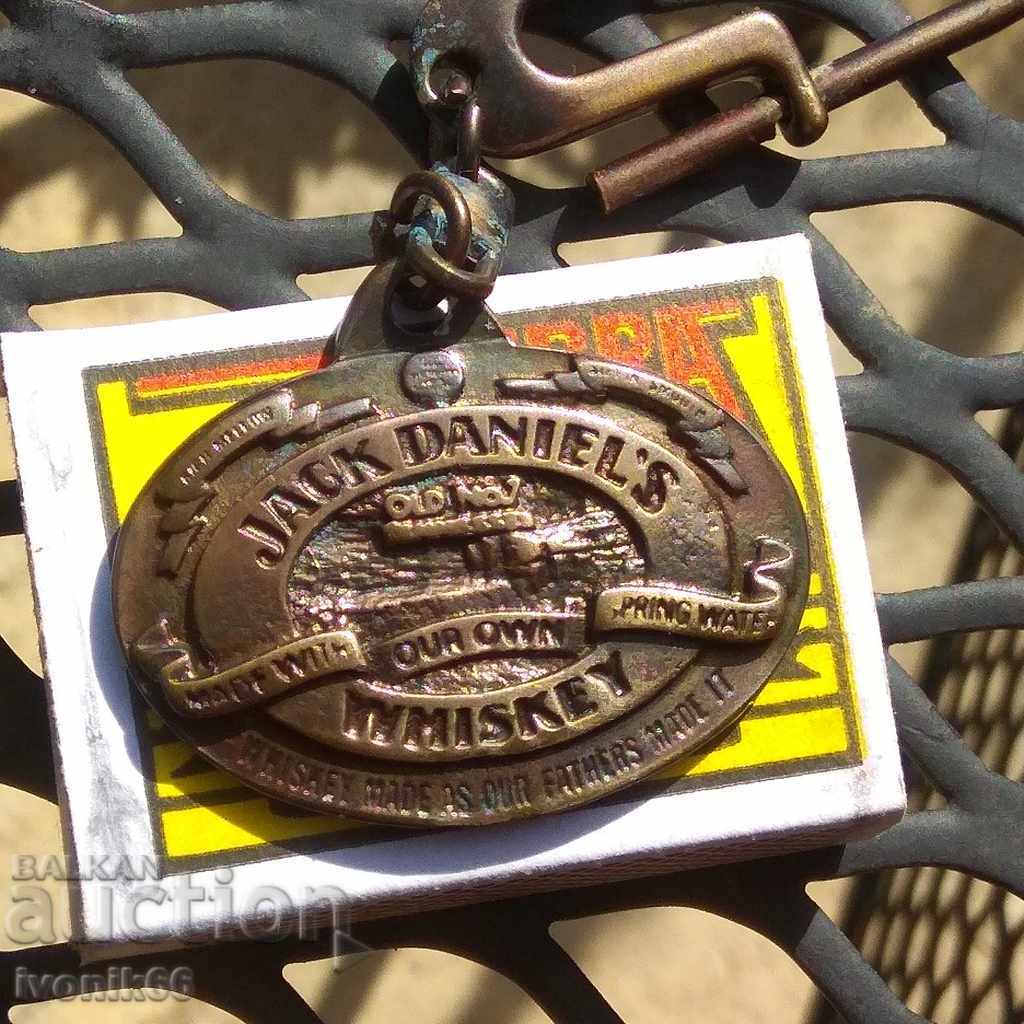 JACK DANIEL'S
OLD No.7
MADE WITH OUR OWN PRING WATE
WHISKEY
WHISKEY MADE AS OUR FATHERS MADE IT
BALKAN
auction
ivonik66